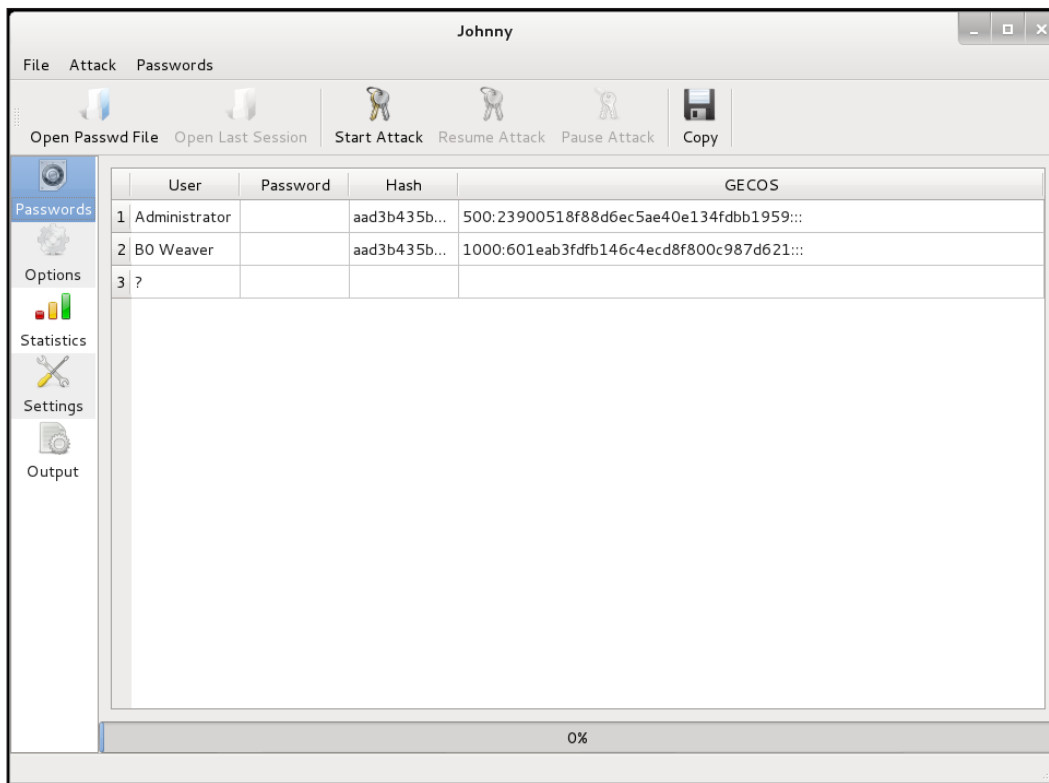 Johnny
File Attack Passwords
Open Passwd File Open Last Session Start Attack Resume Attack Pause Attack Copy
Passwords
Options
Statistics
Settings
Output
User Password Hash GECOS
1 Administrator aad3b435b... 500:23900518f88d6ec5ae40e134fdbb1959:::
2 B0 Weaver aad3b435b... 1000:601eab3fdfb146c4ecd8f800c987d621:::
3 ?
0%